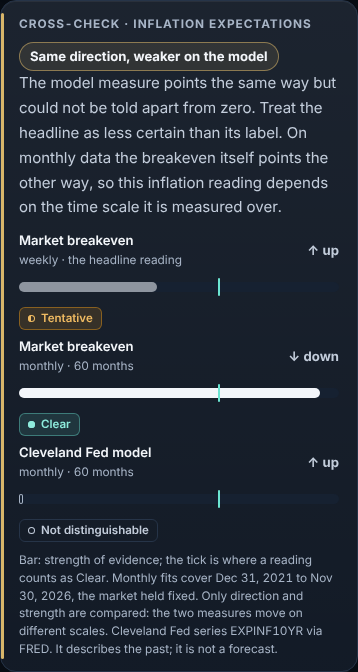 CROSS-CHECK · INFLATION EXPECTATIONS
Same direction, weaker on the model
The model measure points the same way but
could not be told apart from zero. Treat the
headline as less certain than its label. On
monthly data the breakeven itself points the
other way, so this inflation reading depends
on the time scale it is measured over.
Market breakeven
weekly · the headline reading
↑ up
Tentative
Market breakeven
monthly · 60 months
↓ down
Clear
Cleveland Fed model
monthly · 60 months
↑ up
Not distinguishable
Bar: strength of evidence; the tick is where a reading
counts as Clear. Monthly fits cover Dec 31, 2021 to Nov
30, 2026, the market held fixed. Only direction and
strength are compared: the two measures move on
different scales. Cleveland Fed series EXPINF10YR via
FRED. It describes the past; it is not a forecast.